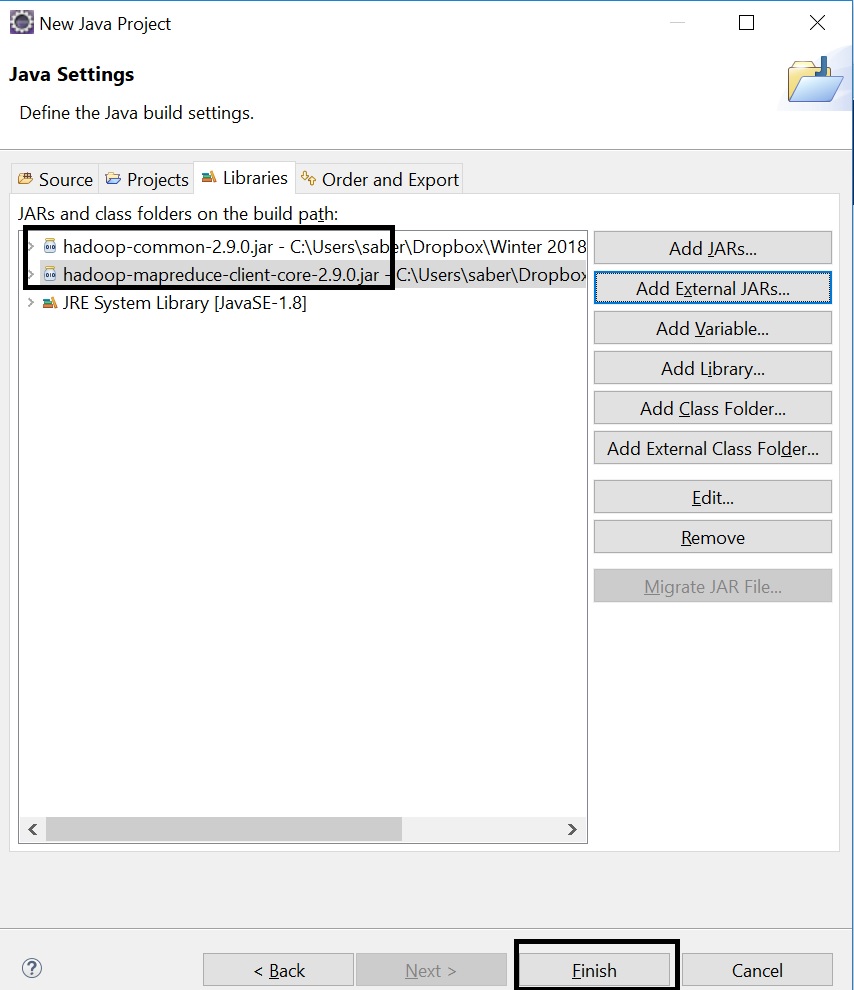 New Java Project
Java Settings
Define the Java build settings.
Source Projects Libraries Order and Export
JARs and class folders on the build path:
hadoop-common-2.9.0.jar - C:\Users\saber\Dropbox\Winter 2018
hadoop-mapreduce-client-core-2.9.0.jar - C:\Users\saber\Dropbox
JRE System Library [JavaSE-1.8]
Add JARs...
Add External JARs...
Add Variable...
Add Library...
Add Class Folder...
Add External Class Folder...
Edit...
Remove
Migrate JAR File...
? < Back Next > Finish Cancel